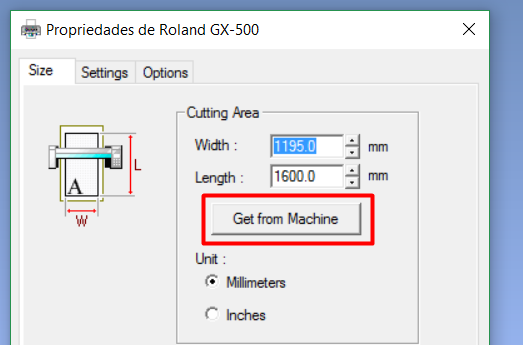 Propriedades de Roland GX-500
Size Settings Options
Cutting Area
Width : 1195.0 mm
Length : 1600.0 mm
Get from Machine
Unit :
Millimeters
Inches
A
L
W